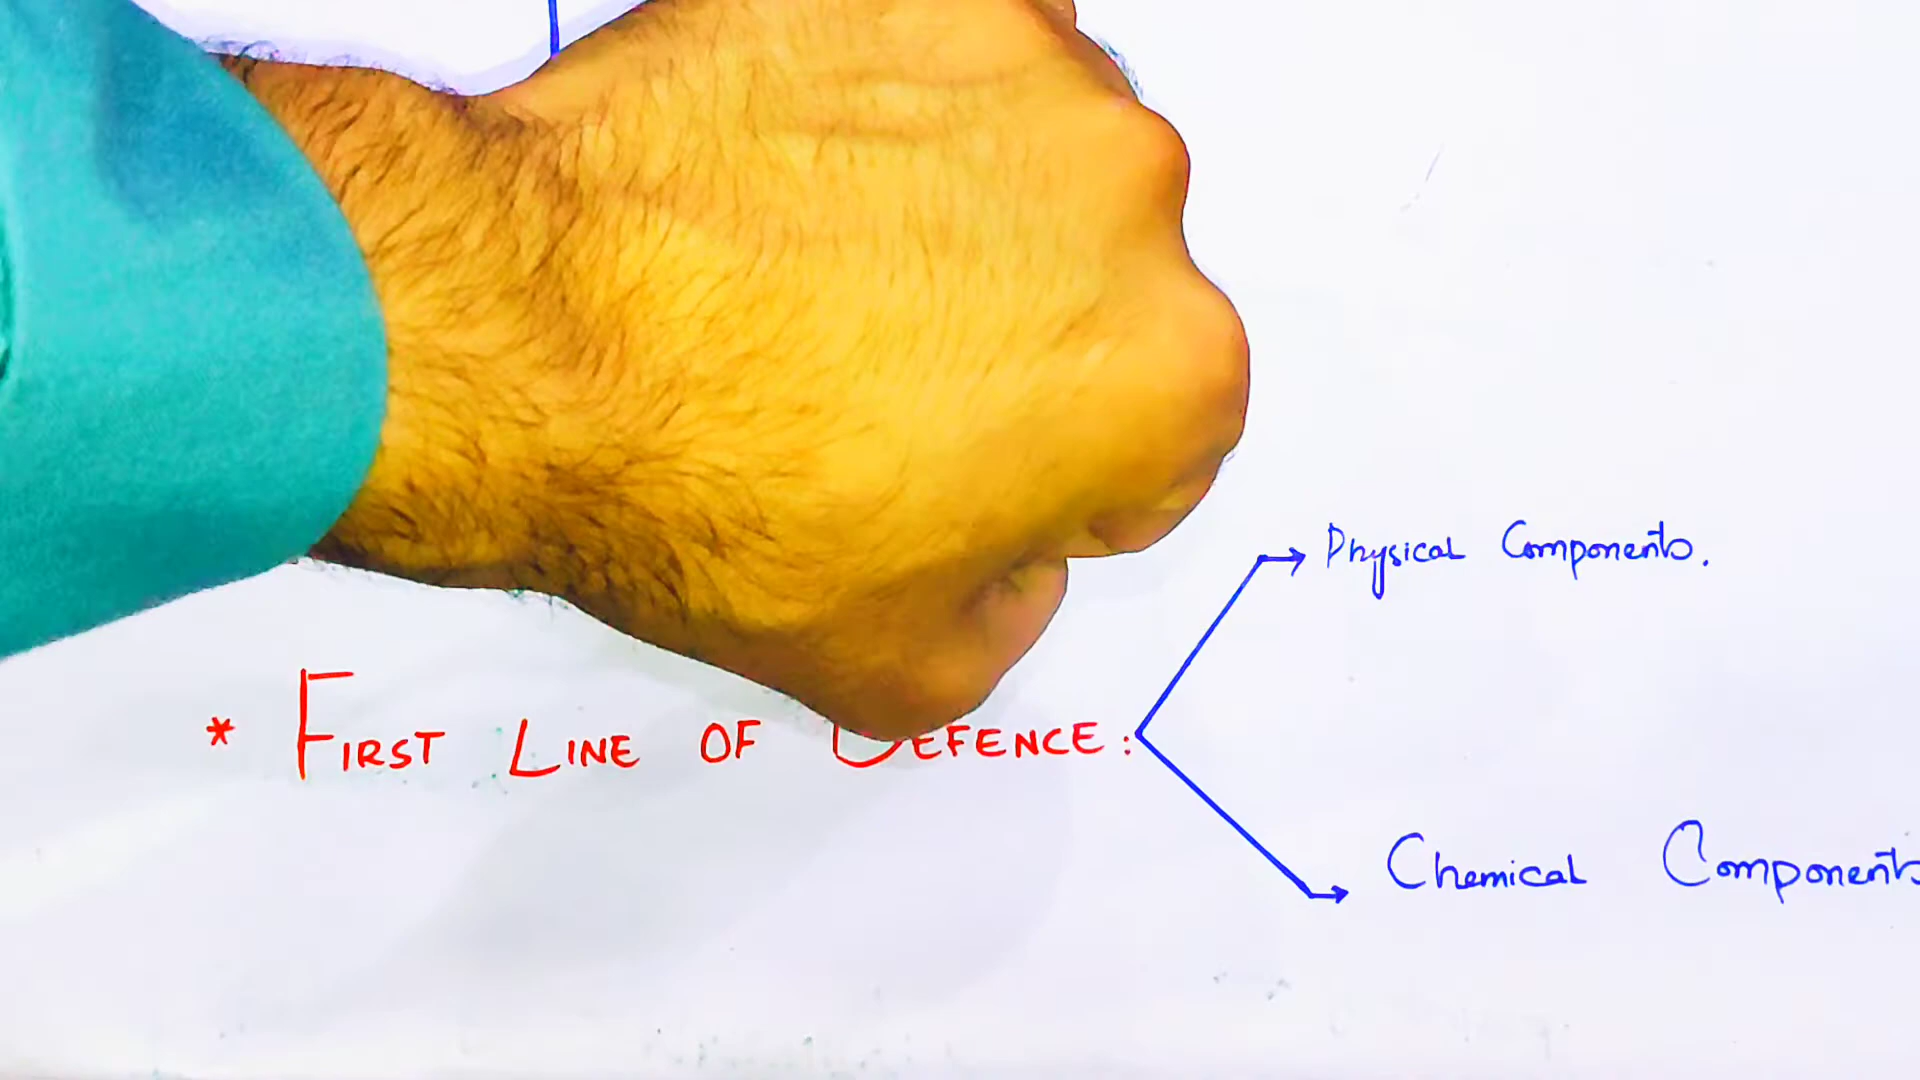 Physical Components.
* FIRST LINE OF DEFENCE:
Chemical Components